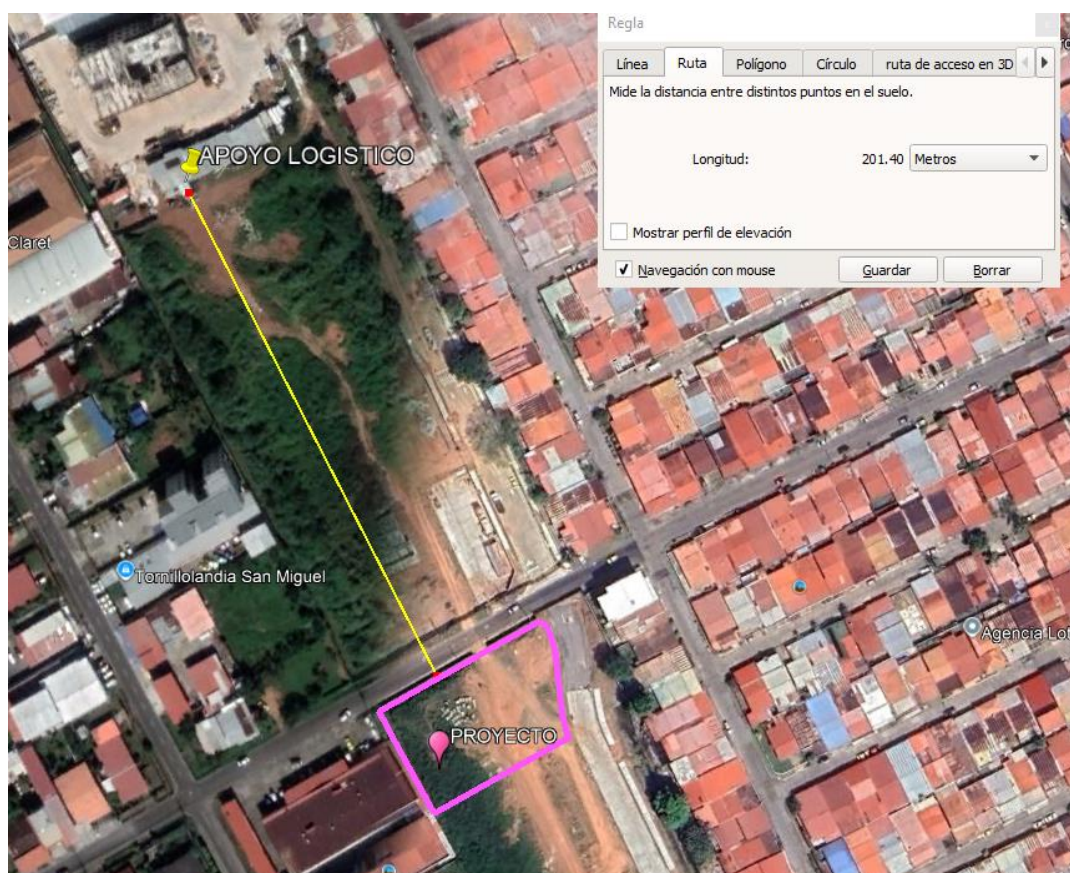 Regla
Línea Ruta Polígono Círculo ruta de acceso en 3D
Mide la distancia entre distintos puntos en el suelo.
Longitud: 201.40 Metros
Mostrar perfil de elevación
Navegación con mouse Guardar Borrar
APOYO LOGISTICO
Claret
Tornillolandia San Miguel
Agencia Lot
PROYECTO